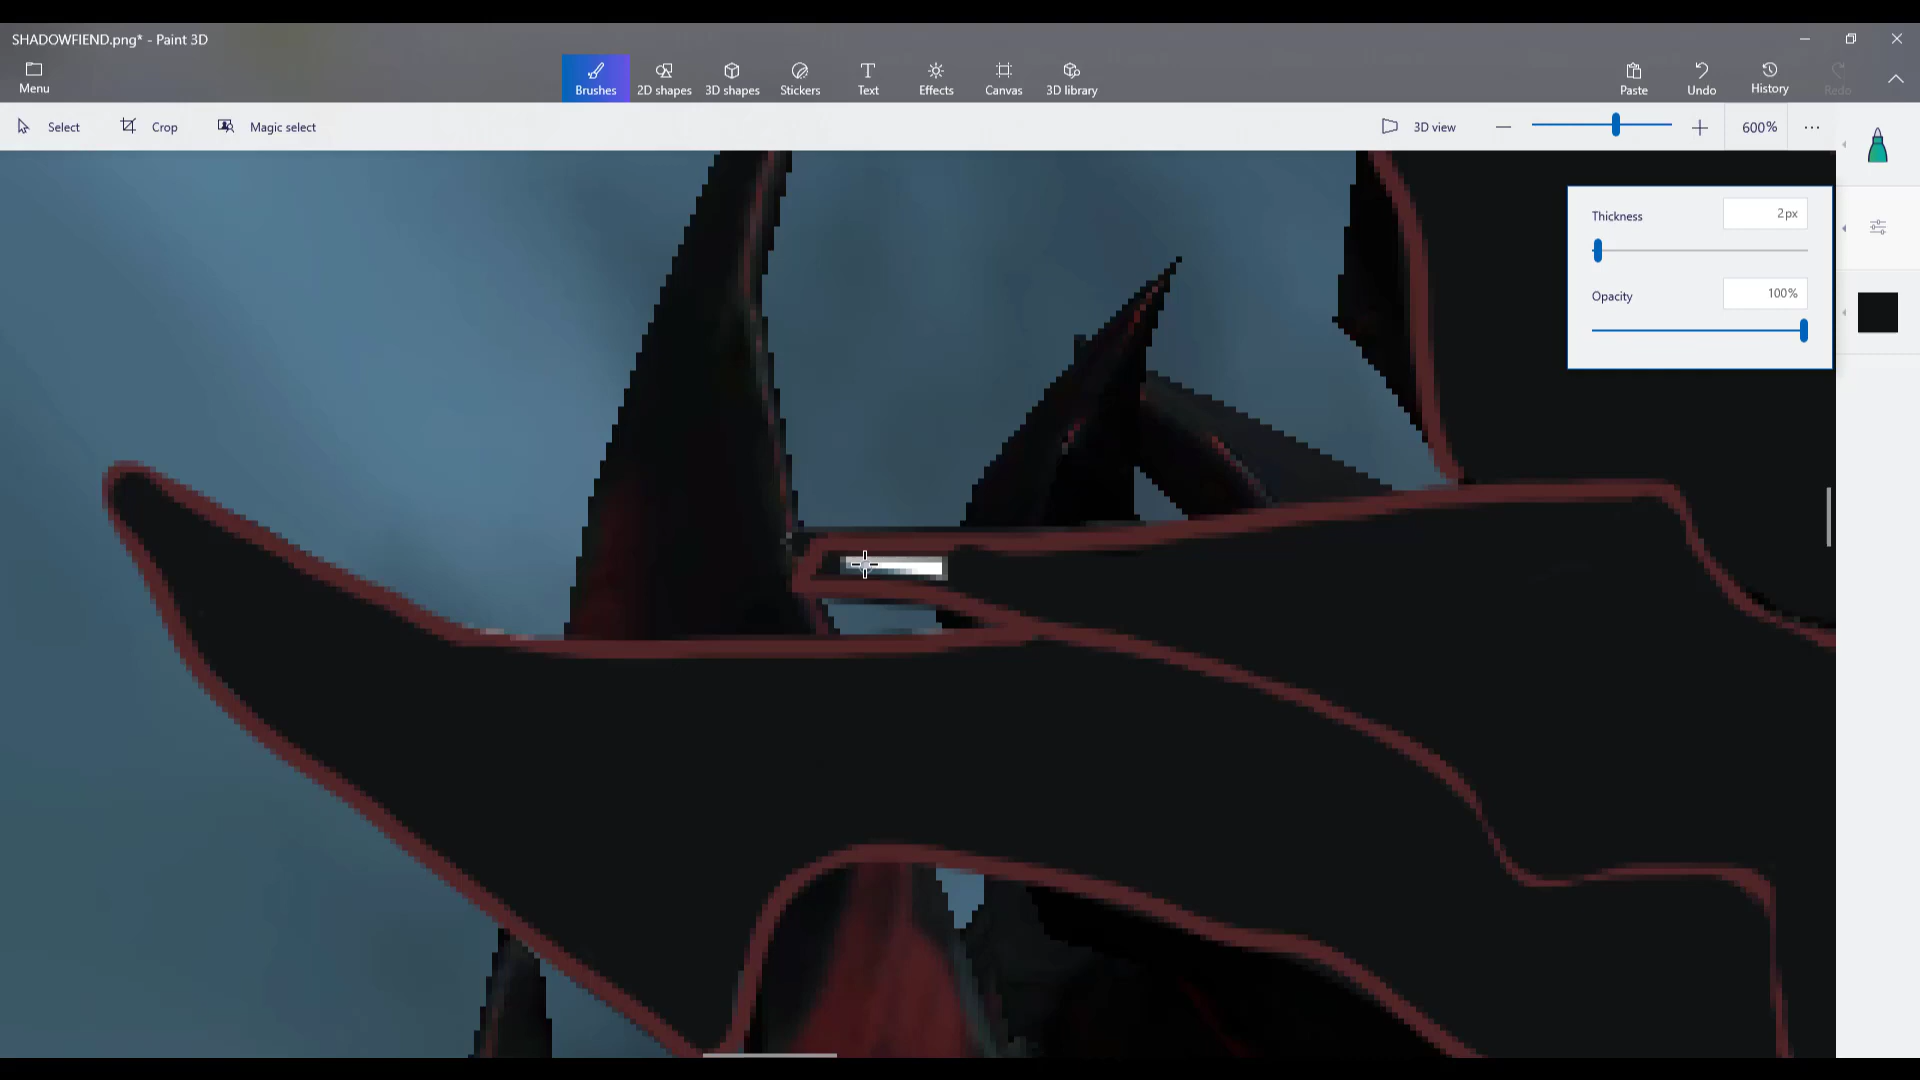 SHADOWFIEND.png* - Paint 3D
Menu
Brushes
2D shapes
3D shapes
Stickers
Text
Effects
Canvas
3D library
Paste
Undo
History
Redo
Select
Crop
Magic select
3D view
600%
Thickness
2px
Opacity
100%